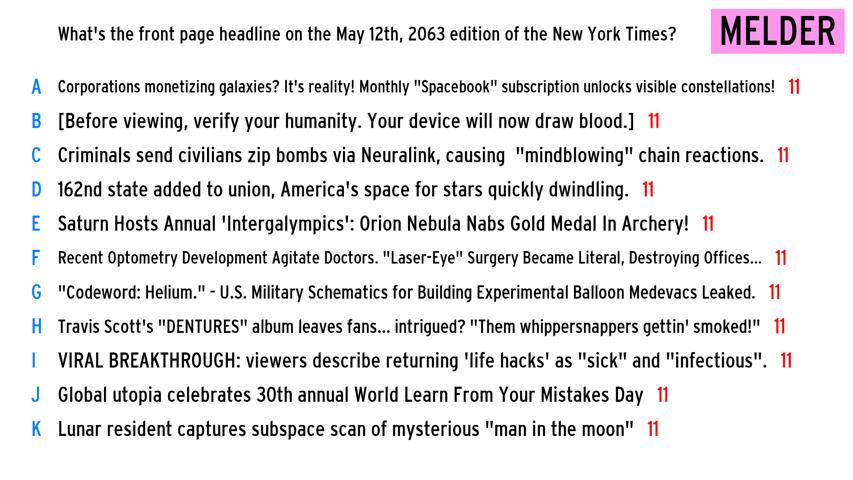 What's the front page headline on the May 12th, 2063 edition of the New York Times? MELDER
A Corporations monetizing galaxies? It's reality! Monthly "Spacebook" subscription unlocks visible constellations! 11
B [Before viewing, verify your humanity. Your device will now draw blood.] 11
C Criminals send civilians zip bombs via Neuralink, causing  "mindblowing" chain reactions. 11
D 162nd state added to union, America's space for stars quickly dwindling. 11
E Saturn Hosts Annual 'Intergalympics': Orion Nebula Nabs Gold Medal In Archery! 11
F Recent Optometry Development Agitate Doctors. "Laser-Eye" Surgery Became Literal, Destroying Offices... 11
G "Codeword: Helium." - U.S. Military Schematics for Building Experimental Balloon Medevacs Leaked. 11
H Travis Scott's "DENTURES" album leaves fans... intrigued? "Them whippersnappers gettin' smoked!" 11
I VIRAL BREAKTHROUGH: viewers describe returning 'life hacks' as "sick" and "infectious". 11
J Global utopia celebrates 30th annual World Learn From Your Mistakes Day 11
K Lunar resident captures subspace scan of mysterious "man in the moon" 11